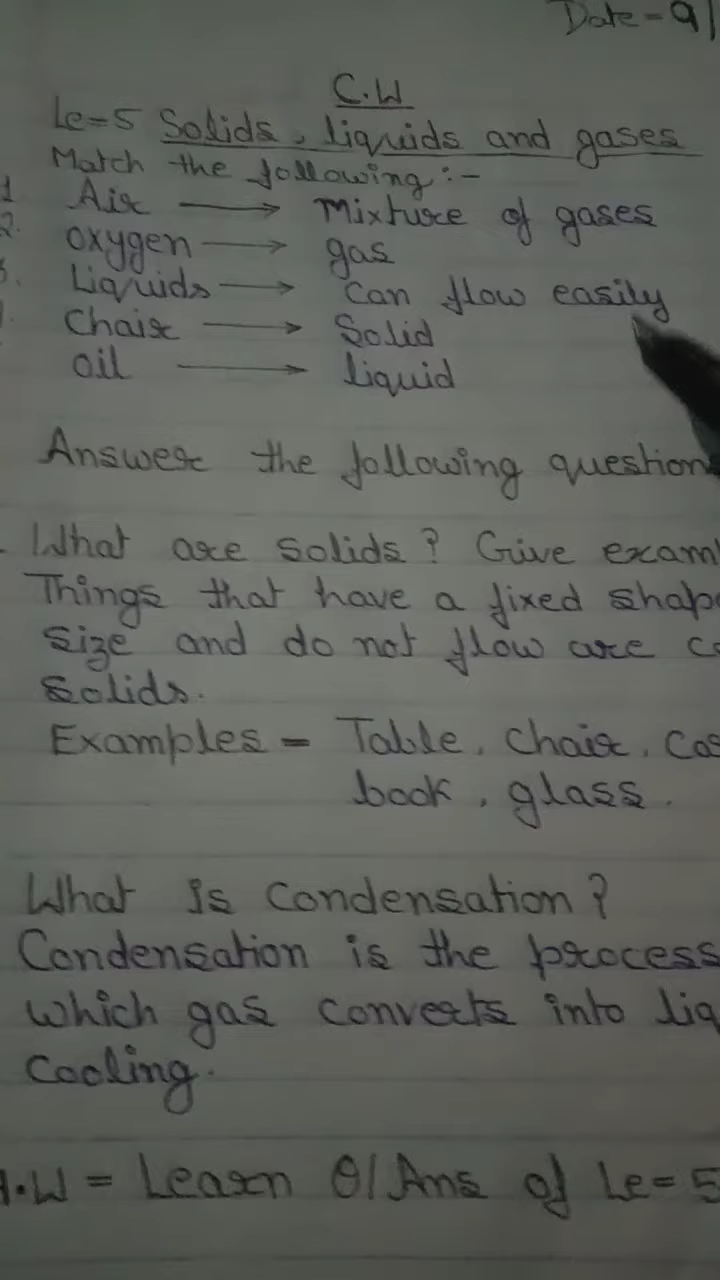 Date - 9/
C.W
Le=5 Solids, liquids and gases
Match the following :-
1 Air → Mixture of gases
2. oxygen → gas
3. Liquids → Can flow easily
Chair → Solid
oil → liquid
Answer the following question
What are solids? Give exam
Things that have a fixed shap
size and do not flow are c
solids.
Examples - Table, chair,
book, glass.
What is condensation?
Condensation is the process
which gas converts into liq
cooling.
.W = Learn Q/Ans of Le=5